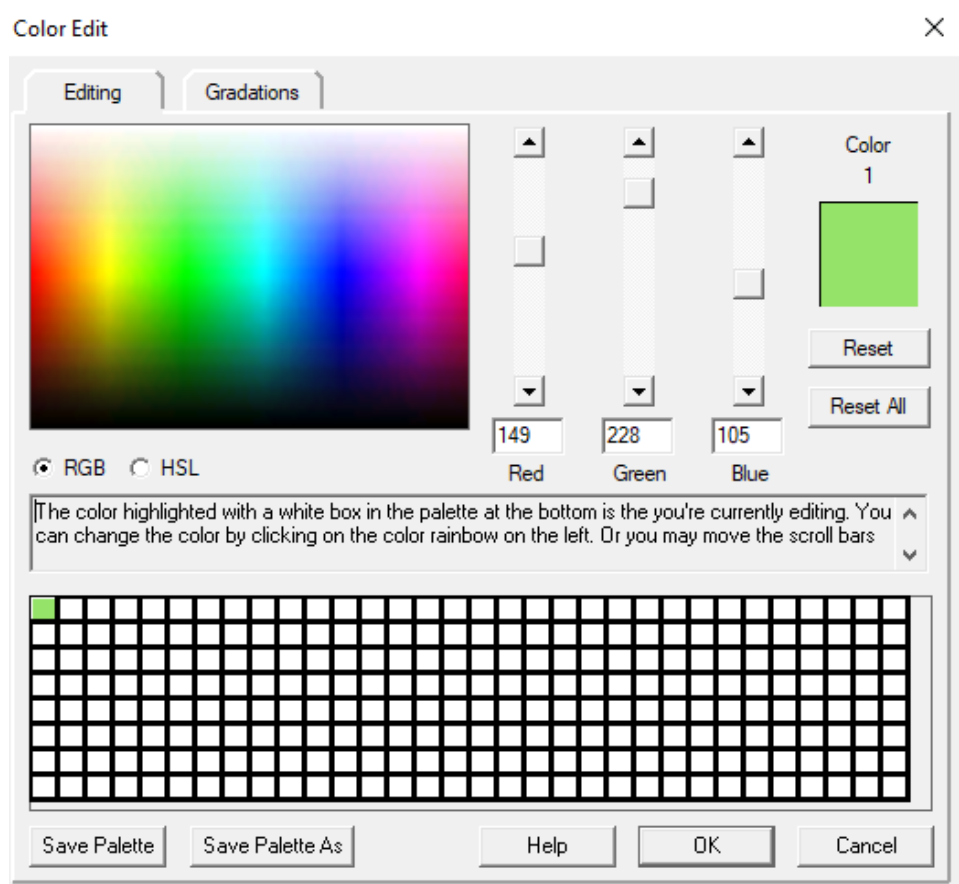 Color Edit
Editing
Gradations
Color
1
Reset
Reset All
149
228
105
RGB
HSL
Red
Green
Blue
The color highlighted with a white box in the palette at the bottom is the you're currently editing. You
can change the color by clicking on the color rainbow on the left. Or you may move the scroll bars
Save Palette
Save Palette As
Help
OK
Cancel